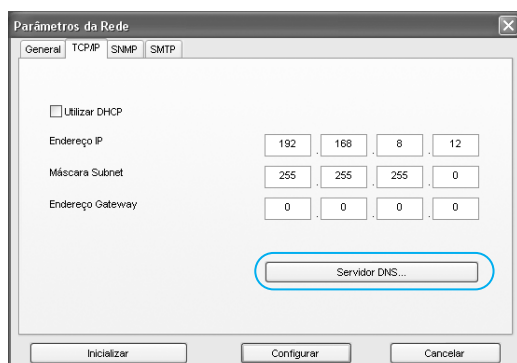 Parâmetros da Rede
General TCP/IP SNMP SMTP
Utilizar DHCP
Endereço IP 192 . 168 . 8 . 12
Máscara Subnet 255 . 255 . 255 . 0
Endereço Gateway 0 . 0 . 0 . 0
Servidor DNS...
Inicializar Configurar Cancelar